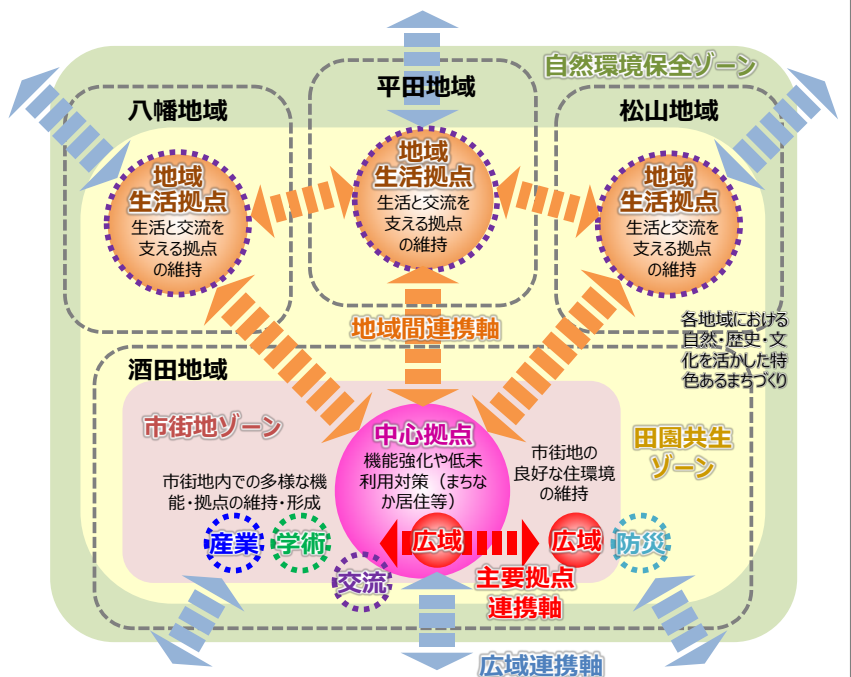 自然環境保全ゾーン
八幡地域
平田地域
松山地域
地域
生活拠点
生活と交流を
支える拠点
の維持
地域
生活拠点
生活と交流を
支える拠点
の維持
地域
生活拠点
生活と交流を
支える拠点
の維持
地域間連携軸
各地域における
自然・歴史・文
化を活かした特
色あるまちづくり
酒田地域
市街地ゾーン
中心拠点
機能強化や低未
利用対策（まちな
か居住等）
市街地の
良好な住環境
の維持
田園共生
ゾーン
市街地内での多様な機
能・拠点の維持・形成
産業
学術
交流
広域
広域
防災
主要拠点
連携軸
広域連携軸